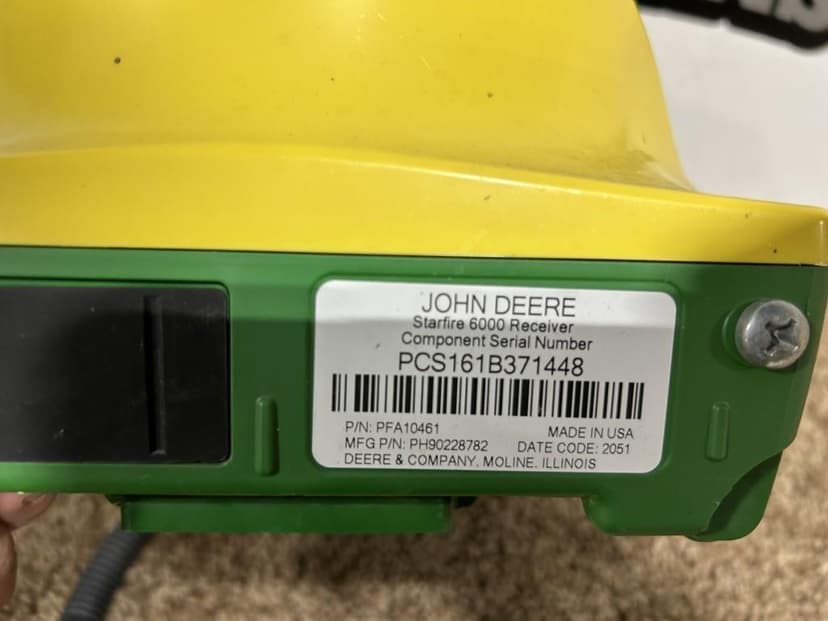 JOHN DEERE
Starfire 6000 Receiver
Component Serial Number
PCS161B371448
P/N: PFA10461 MADE IN USA
MFG P/N: PH90228782 DATE CODE: 2051
DEERE & COMPANY, MOLINE, ILLINOIS